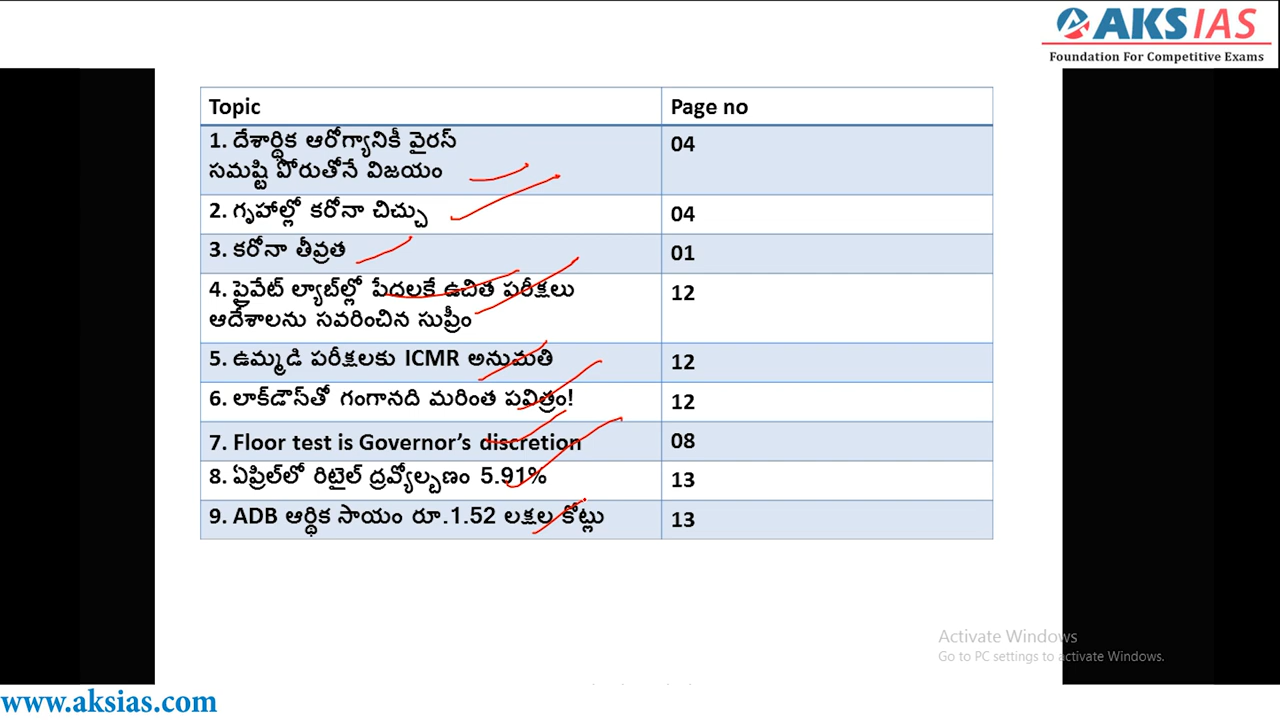 AKS IAS
Foundation For Competitive Exams
Topic Page no
1. దేశార్థిక ఆరోగ్యానికీ వైరస్ 04
సమష్టి పోరుతోనే విజయం
2. గృహాల్లో కరోనా చిచ్చు 04
3. కరోనా తీవ్రత 01
4. ప్రైవేట్ ల్యాబ్‌ల్లో పేదలకే ఉచిత పరీక్షలు 12
ఆదేశాలను సవరించిన సుప్రీం
5. ఉమ్మడి పరీక్షలకు ICMR అనుమతి 12
6. లాక్‌డౌన్‌తో గంగానది మరింత పవిత్రం! 12
7. Floor test is Governor’s discretion 08
8. ఏప్రిల్‌లో రిటైల్ ద్రవ్యోల్బణం 5.91% 13
9. ADB ఆర్థిక సాయం రూ.1.52 లక్షల కోట్లు 13
Activate Windows
Go to PC settings to activate Windows.
www.aksias.com